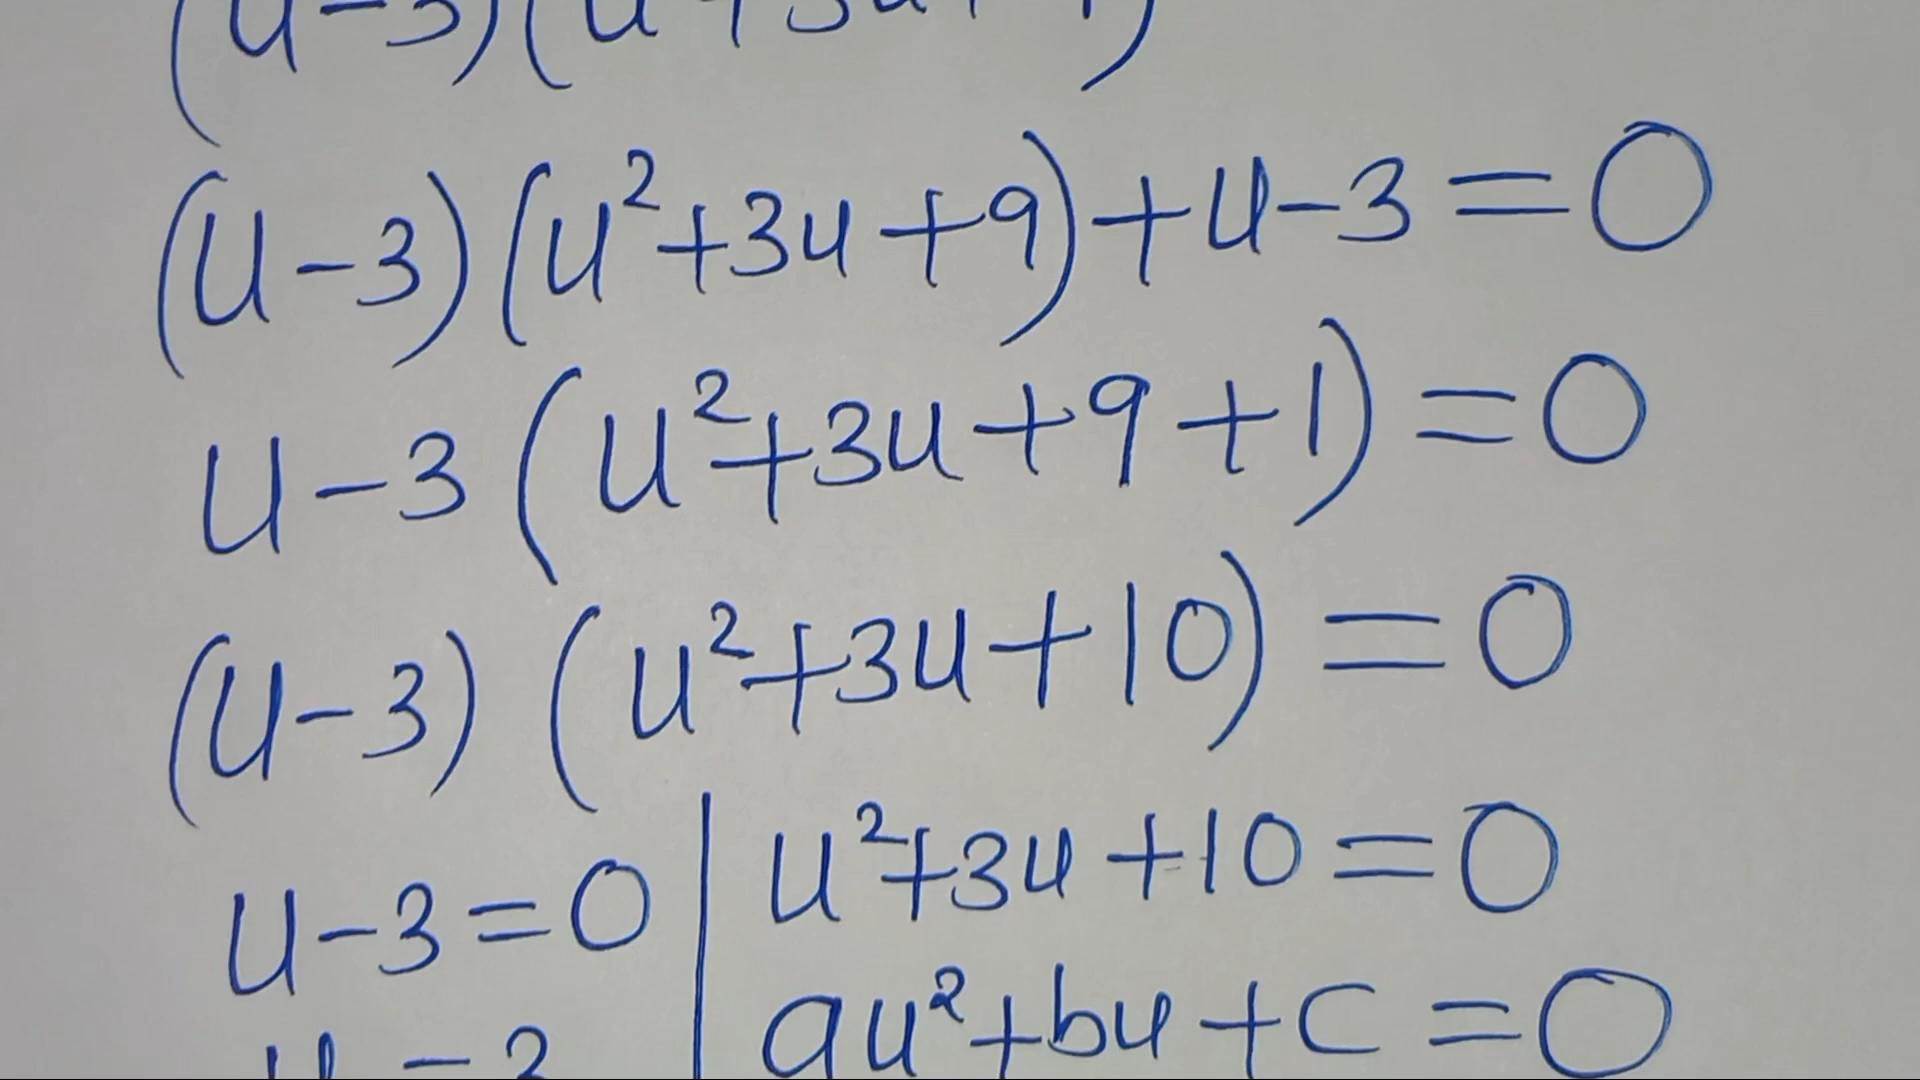 (u-3)(u²+3u+9)+u-3=0
u-3(u²+3u+9+1)=0
(u-3)(u²+3u+10)=0
u-3=0 | u²+3u+10=0
au²+bu+c=0